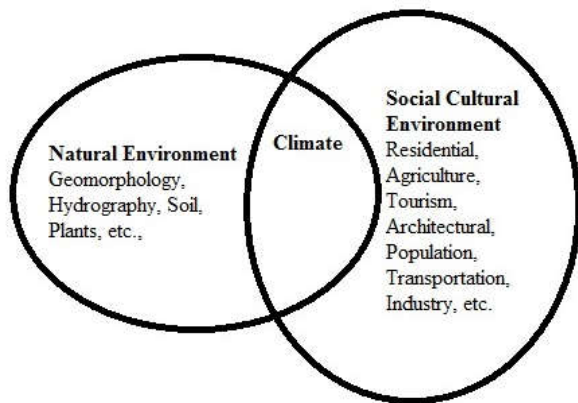 Natural Environment
Geomorphology,
Hydrography, Soil,
Plants, etc.,
Climate
Social Cultural
Environment
Residential,
Agriculture,
Tourism,
Architectural,
Population,
Transportation,
Industry, etc.